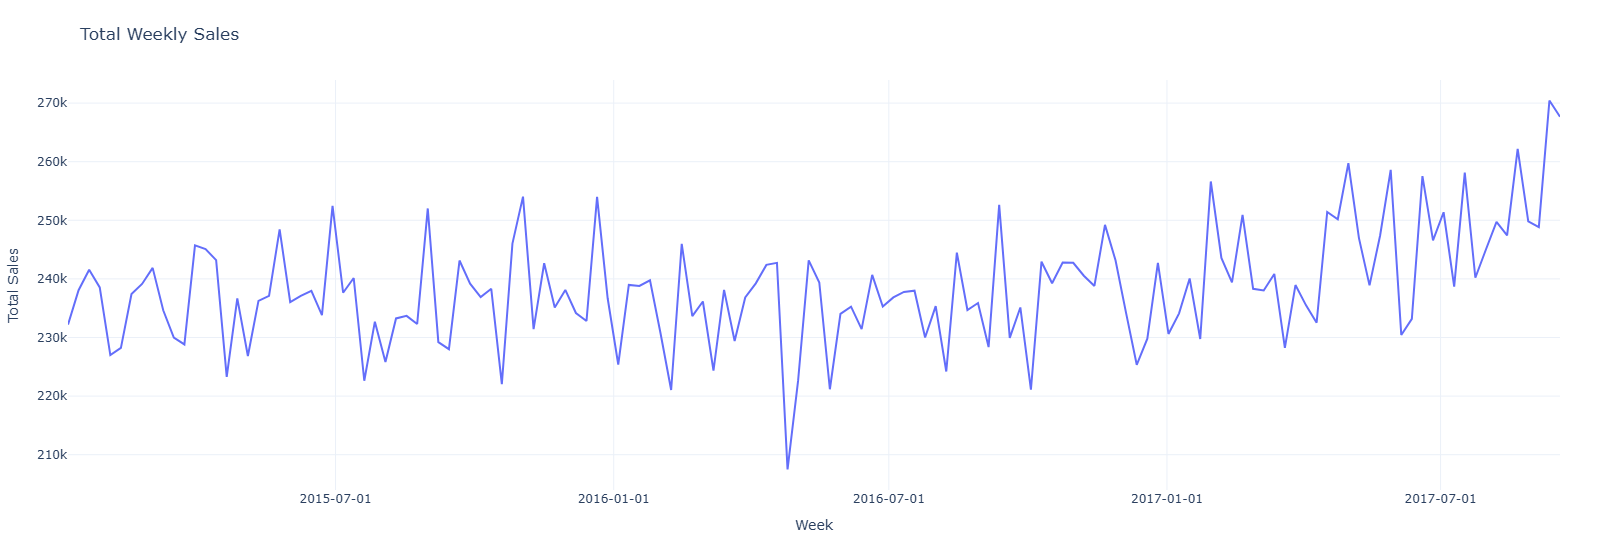 Total Weekly Sales
270k
260k
250k
240k
230k
220k
210k
Total Sales
2015-07-01
2016-01-01
2016-07-01
2017-01-01
2017-07-01
Week